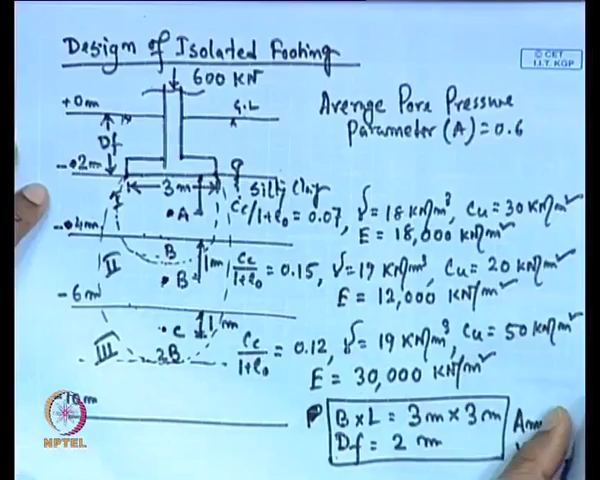 Design of Isolated Footing
© CET
I.I.T. KGP
600 KN
+0m
G.L
Average Pore Pressure
Parameter (A) = 0.6
Df
-2m
3m
q
Silty clay
I
A
Cc/1+e0 = 0.07, γ = 18 KN/m³, Cu = 30 KN/m²
E = 18,000 KN/m²
-4m
B
1m
II
B
Cc/1+e0 = 0.15, γ = 19 KN/m³, Cu = 20 KN/m²
E = 12,000 KN/m²
-6m
C
1m
III
2B
Cc/1+e0 = 0.12, γ = 19 KN/m³, Cu = 50 KN/m²
E = 30,000 KN/m²
-10m
B x L = 3m x 3m
Df = 2 m
NPTEL